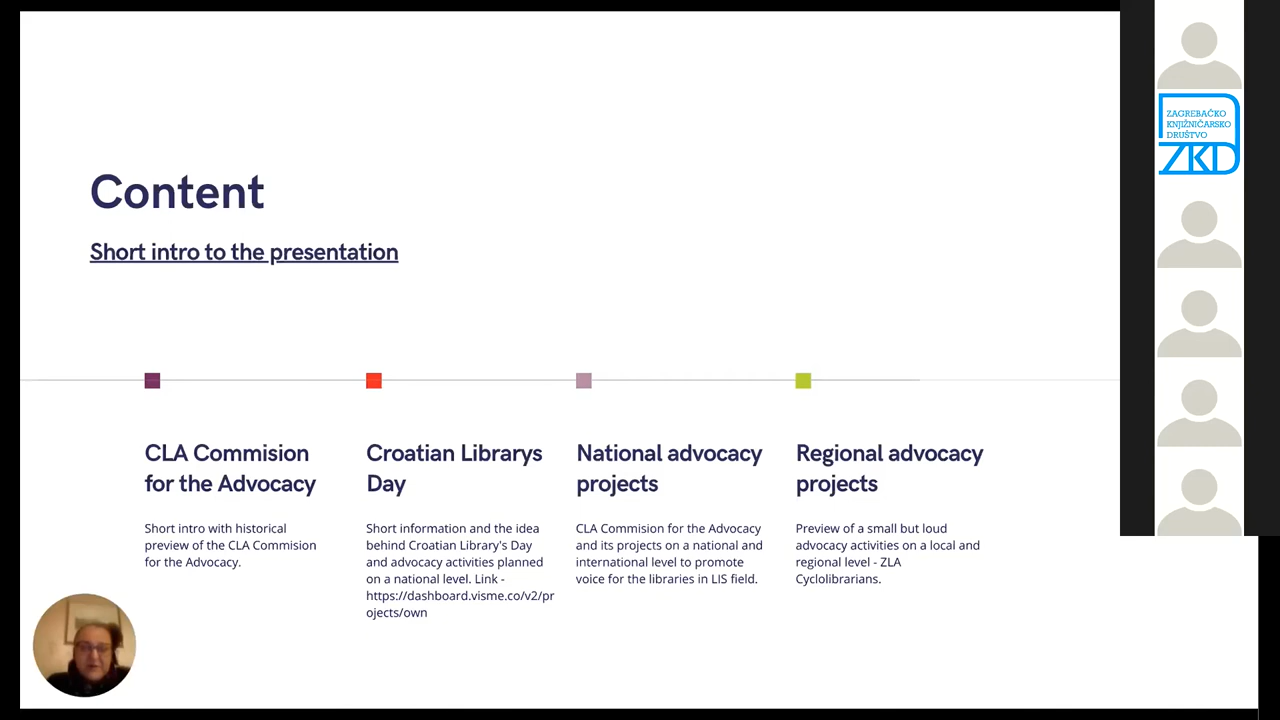 Content
Short intro to the presentation
CLA Commision
for the Advocacy
Short intro with historical
preview of the CLA Commision
for the Advocacy.
Croatian Librarys
Day
Short information and the idea
behind Croatian Library's Day
and advocacy activities planned
on a national level. Link -
https://dashboard.visme.co/v2/pr
ojects/own
National advocacy
projects
CLA Commision for the Advocacy
and its projects on a national and
international level to promote
voice for the libraries in LIS field.
Regional advocacy
projects
Preview of a small but loud
advocacy activities on a local and
regional level - ZLA
Cyclolibrarians.
ZAGREBAČKO
KNJIŽNIČARSKO
DRUŠTVO
ZKD